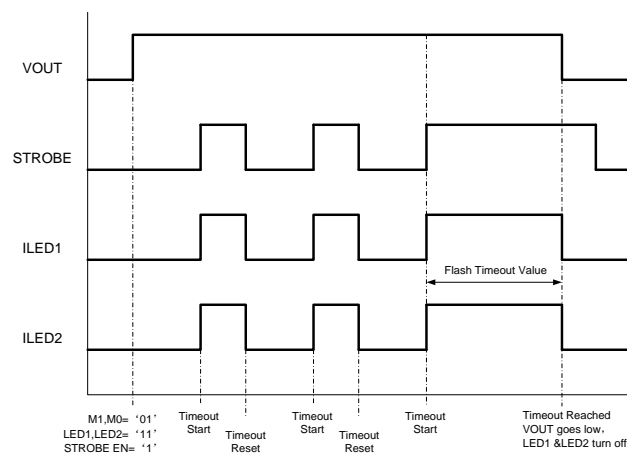 VOUT
STROBE
ILED1
Flash Timeout Value
ILED2
M1,M0= ‘01’
LED1,LED2= ‘11’
STROBE EN= ‘1’
Timeout
Start
Timeout
Reset
Timeout
Start
Timeout
Reset
Timeout
Start
Timeout Reached
VOUT goes low,
LED1 &LED2 turn off